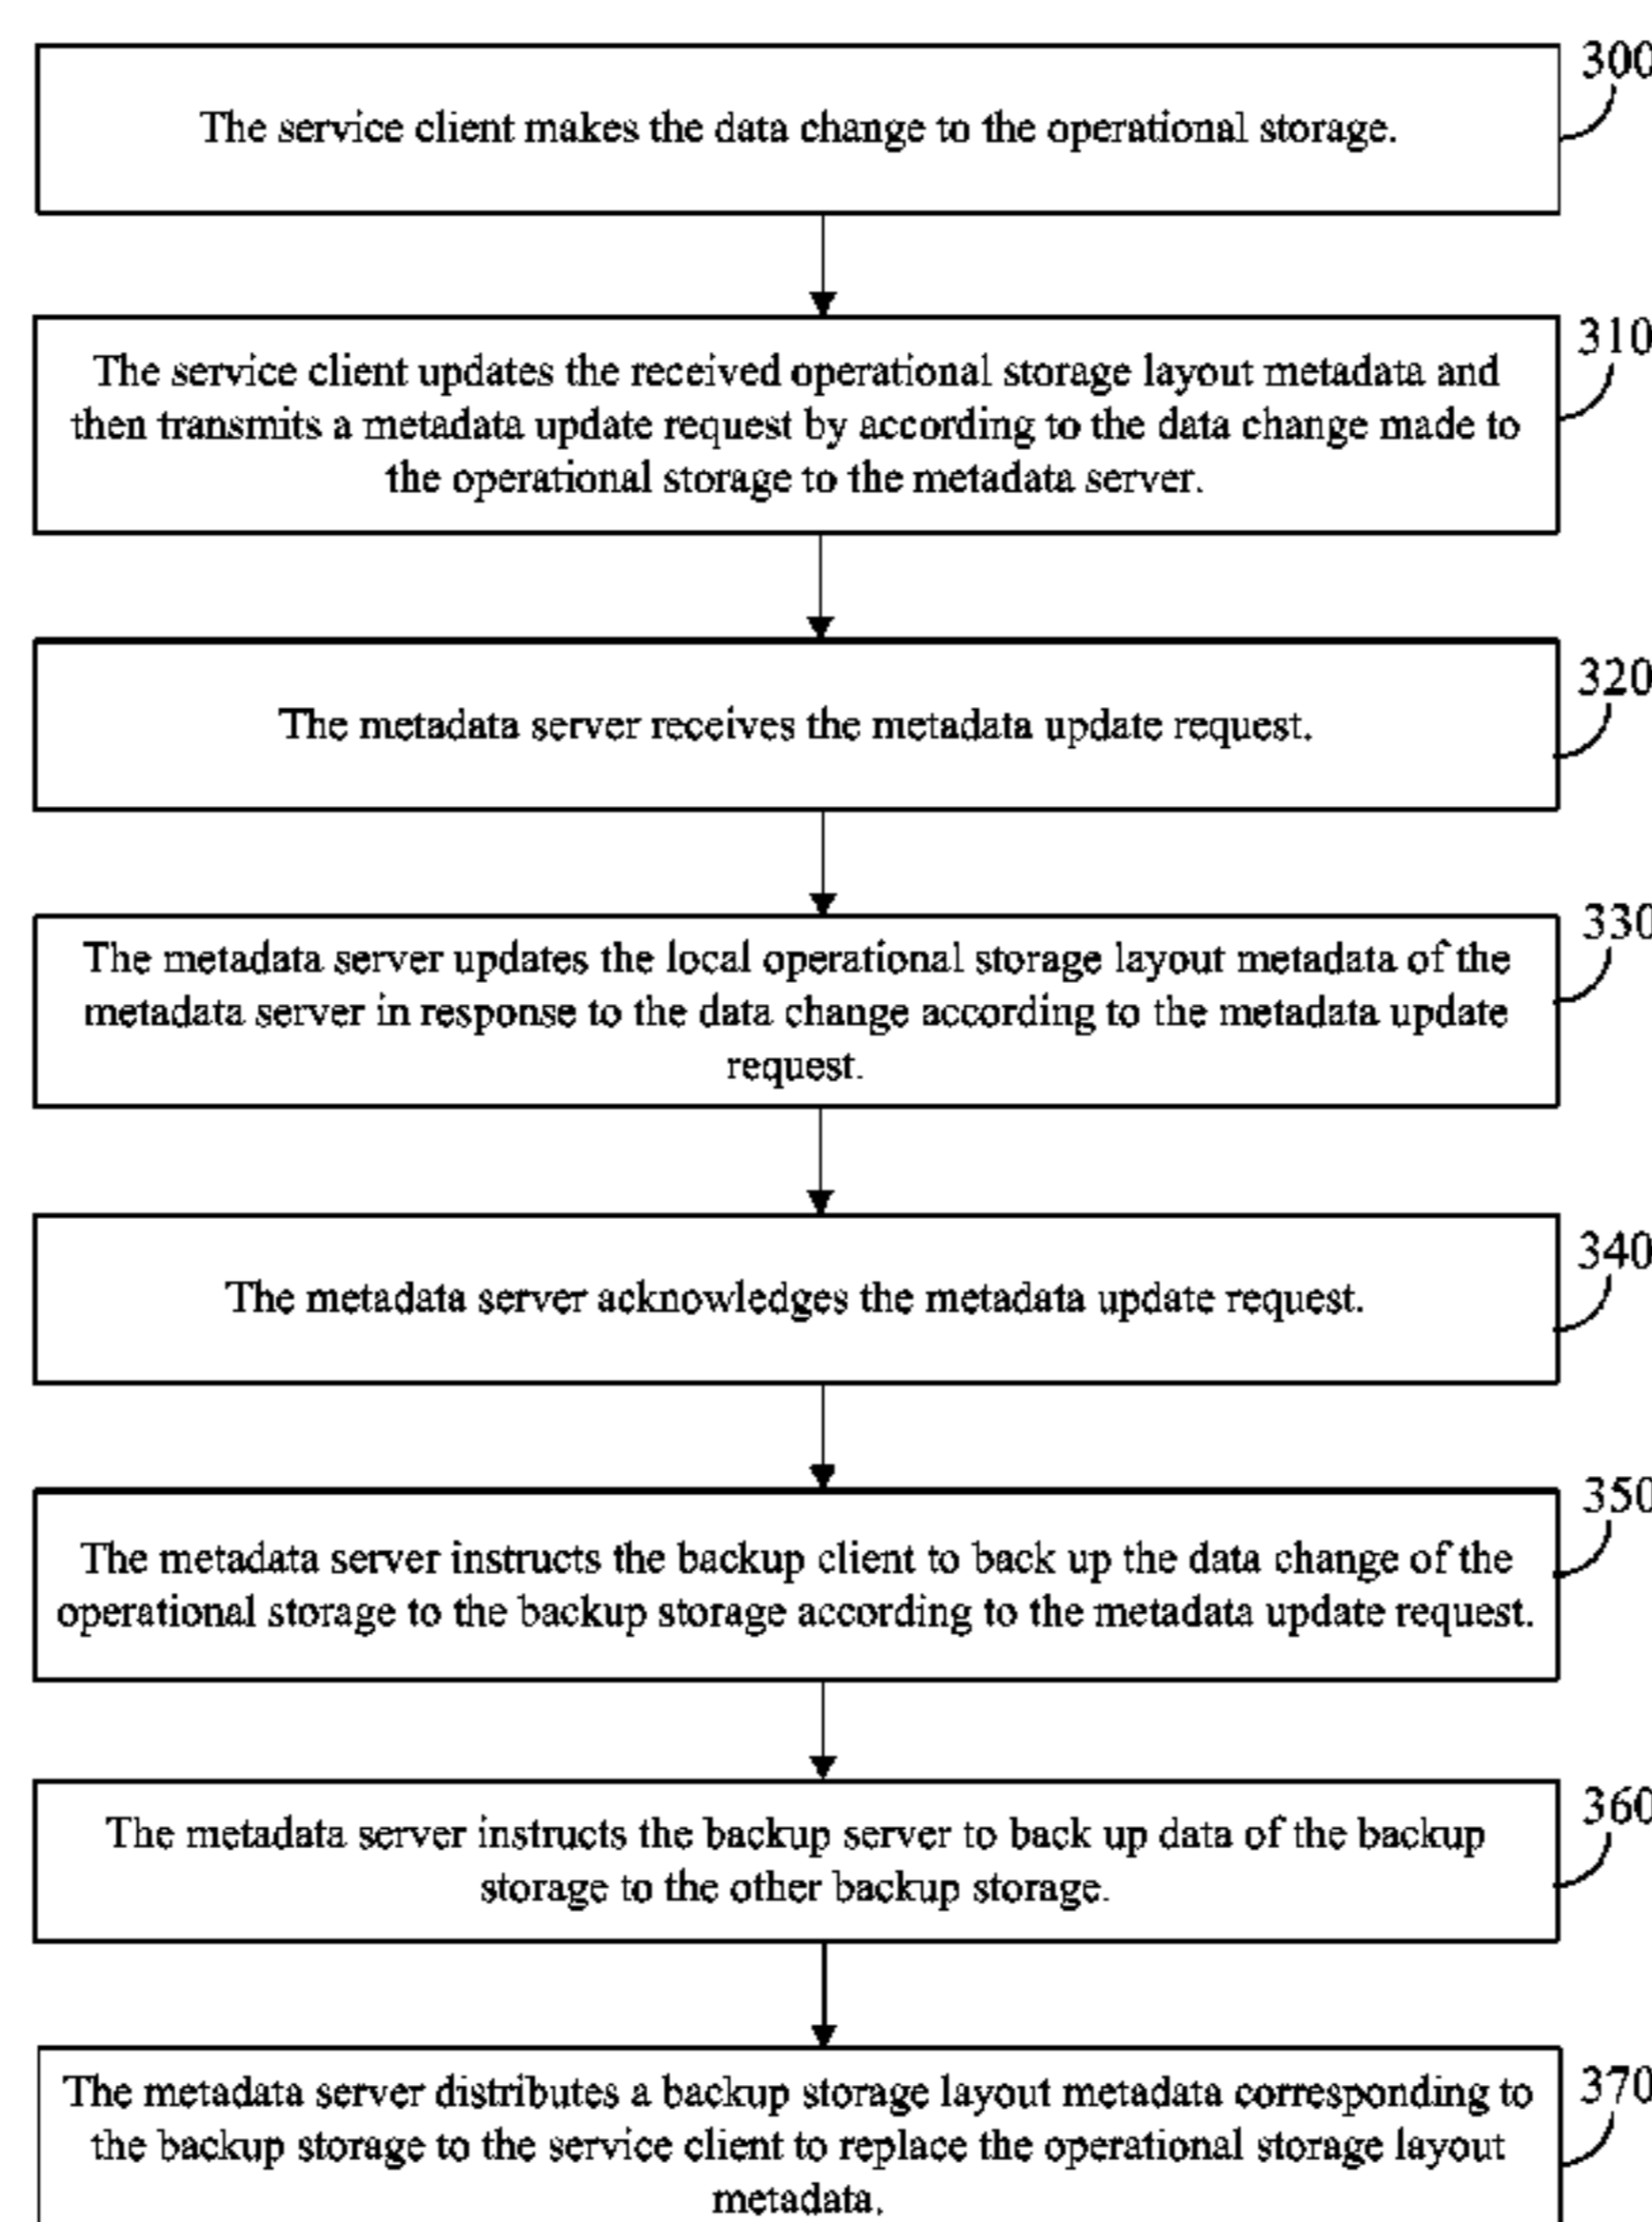 300
The service client makes the data change to the operational storage.
310
The service client updates the received operational storage layout metadata and
then transmits a metadata update request by according to the data change made to
the operational storage to the metadata server.
320
The metadata server receives the metadata update request.
330
The metadata server updates the local operational storage layout metadata of the
metadata server in response to the data change according to the metadata update
request.
340
The metadata server acknowledges the metadata update request.
350
The metadata server instructs the backup client to back up the data change of the
operational storage to the backup storage according to the metadata update request.
360
The metadata server instructs the backup server to back up data of the backup
storage to the other backup storage.
370
The metadata server distributes a backup storage layout metadata corresponding to
the backup storage to the service client to replace the operational storage layout
metadata.